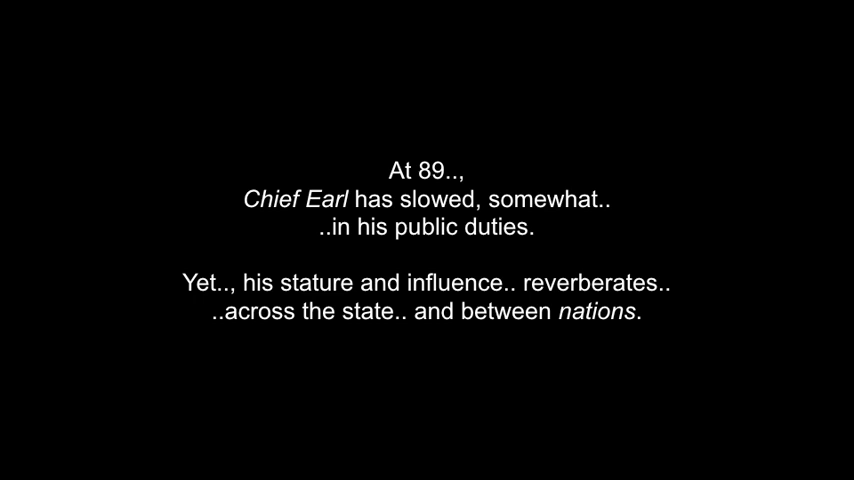 At 89..,
Chief Earl has slowed, somewhat..
..in his public duties.
Yet.., his stature and influence.. reverberates..
..across the state.. and between nations.